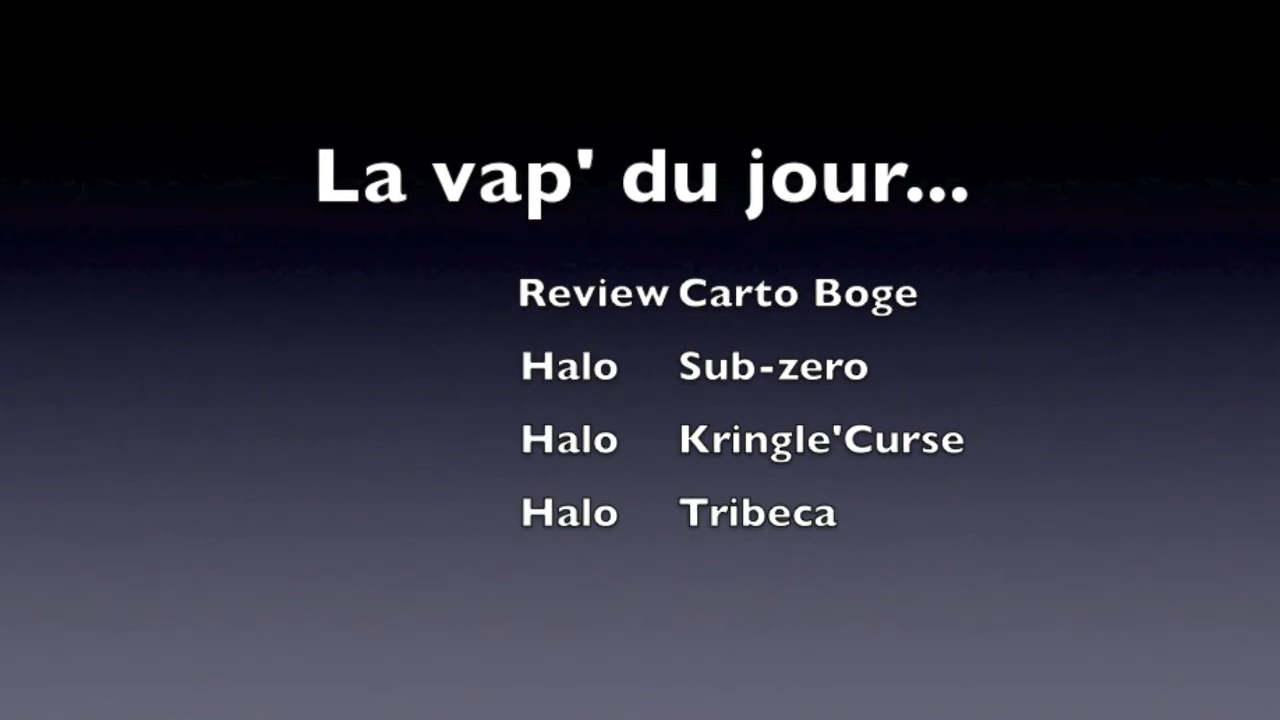 La vap' du jour...
Review Carto Boge
Halo Sub-zero
Halo Kringle'Curse
Halo Tribeca